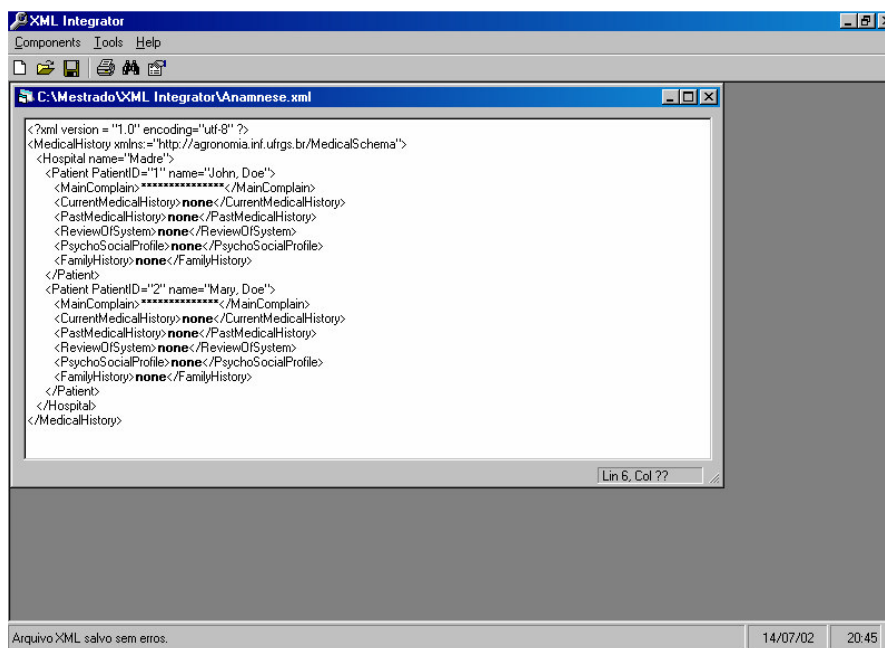 XML Integrator
Components Tools Help
C:\Mestrado\XML Integrator\Anamnese.xml
<?xml version = "1.0" encoding="utf-8" ?>
<MedicalHistory xmlns:="http://agronomia.inf.ufrgs.br/MedicalSchema">
<Hospital name="Madre">
<Patient PatientID="1" name="John, Doe">
<MainComplain>***************</MainComplain>
<CurrentMedicalHistory>none</CurrentMedicalHistory>
<PastMedicalHistory>none</PastMedicalHistory>
<ReviewOfSystem>none</ReviewOfSystem>
<PsychoSocialProfile>none</PsychoSocialProfile>
<FamilyHistory>none</FamilyHistory>
</Patient>
<Patient PatientID="2" name="Mary, Doe">
<MainComplain>**************</MainComplain>
<CurrentMedicalHistory>none</CurrentMedicalHistory>
<PastMedicalHistory>none</PastMedicalHistory>
<ReviewOfSystem>none</ReviewOfSystem>
<PsychoSocialProfile>none</PsychoSocialProfile>
<FamilyHistory>none</FamilyHistory>
</Patient>
</Hospital>
</MedicalHistory>
Lin 6, Col ??
Arquivo XML salvo sem erros. 14/07/02 20:45